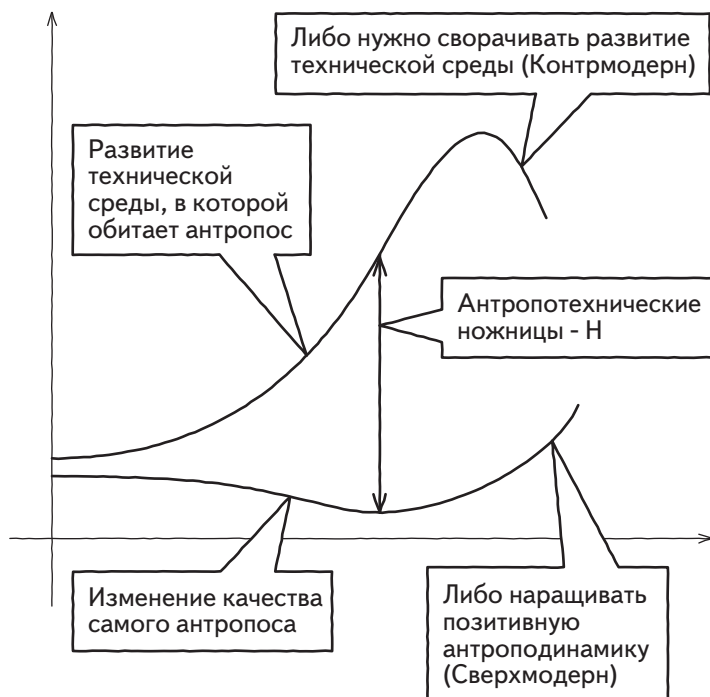 Либо нужно сворачивать развитие
технической среды (Контрмодерн)
Развитие
технической
среды, в которой
обитает антропос
Антропотехнические
ножницы - Н
Изменение качества
самого антропоса
Либо наращивать
позитивную
антроподинамику
(Сверхмодерн)